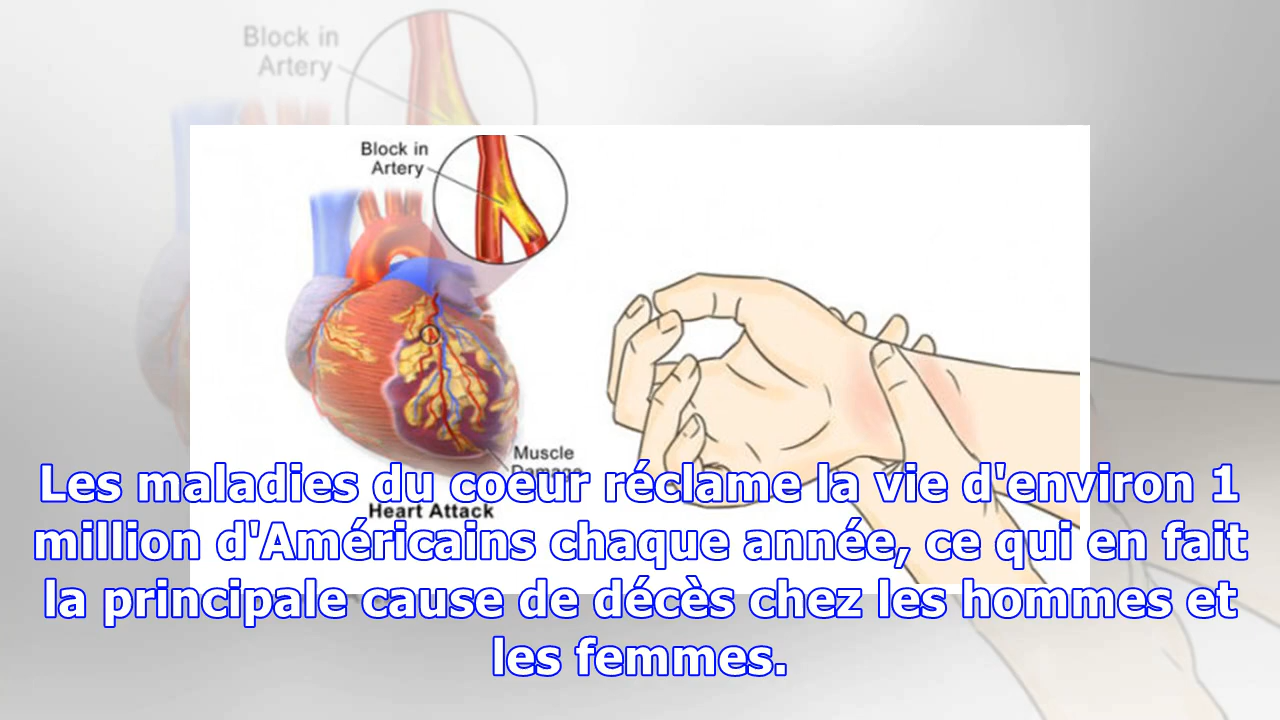 Block in
Artery
Block in
Artery
Muscle
Damage
Heart Attack
Les maladies du coeur réclame la vie d'environ 1
million d'Américains chaque année, ce qui en fait
la principale cause de décès chez les hommes et
les femmes.